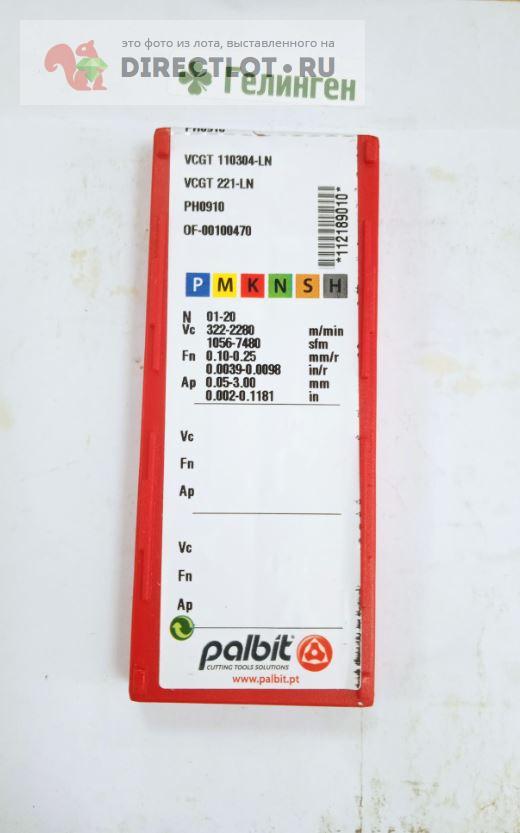 это фото из лота, выставленного на
DIRECTLOT.RU
Гелинген
PH0910
VCGT 110304-LN
VCGT 221-LN
PH0910
OF-00100470
*112189010*
P M K N S H
N 01-20
Vc 322-2280 m/min
1056-7480 sfm
Fn 0.10-0.25 mm/r
0.0039-0.0098 in/r
Ap 0.05-3.00 mm
0.002-0.1181 in
Vc
Fn
Ap
Vc
Fn
Ap
palbit
CUTTING TOOLS SOLUTIONS
www.palbit.pt